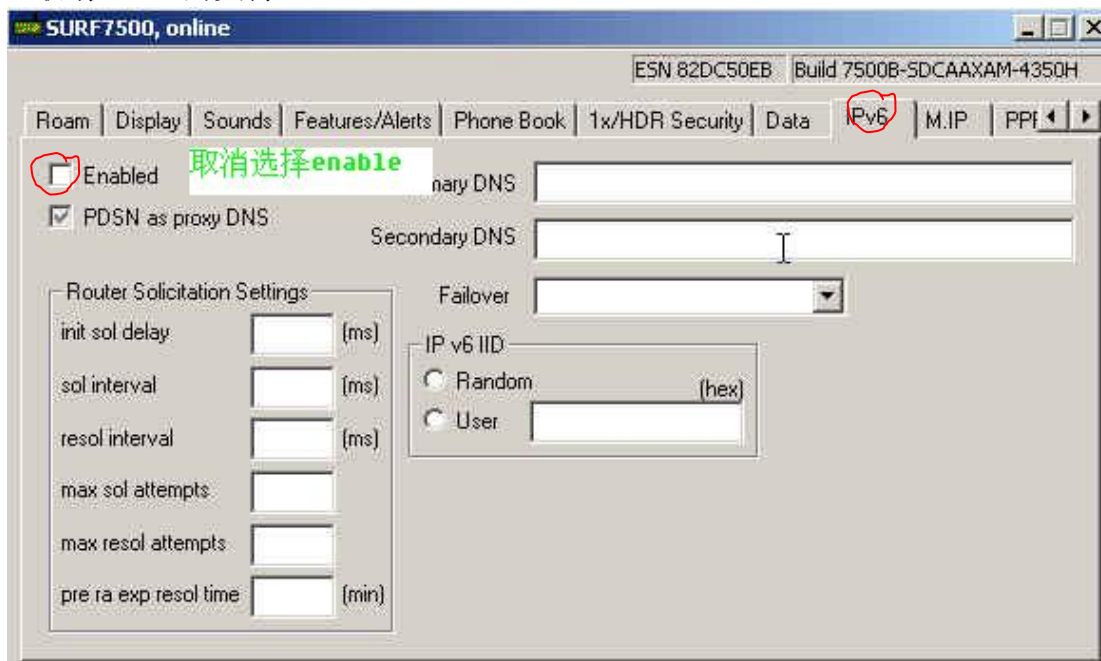 SURF7500, online
ESN 82DC50EB Build 7500B-SDCAAXAM-4350H
Roam Display Sounds Features/Alerts Phone Book 1x/HDR Security Data IPv6 M.IP
Enabled 取消选择enable mary DNS
PDSN as proxy DNS
Secondary DNS
Router Solicitation Settings
Failover
init sol delay (ms)
IP v6 IID
sol interval (ms)
Random (hex)
User
resol interval (ms)
max sol attempts
max resol attempts
pre ra exp resol time (min)